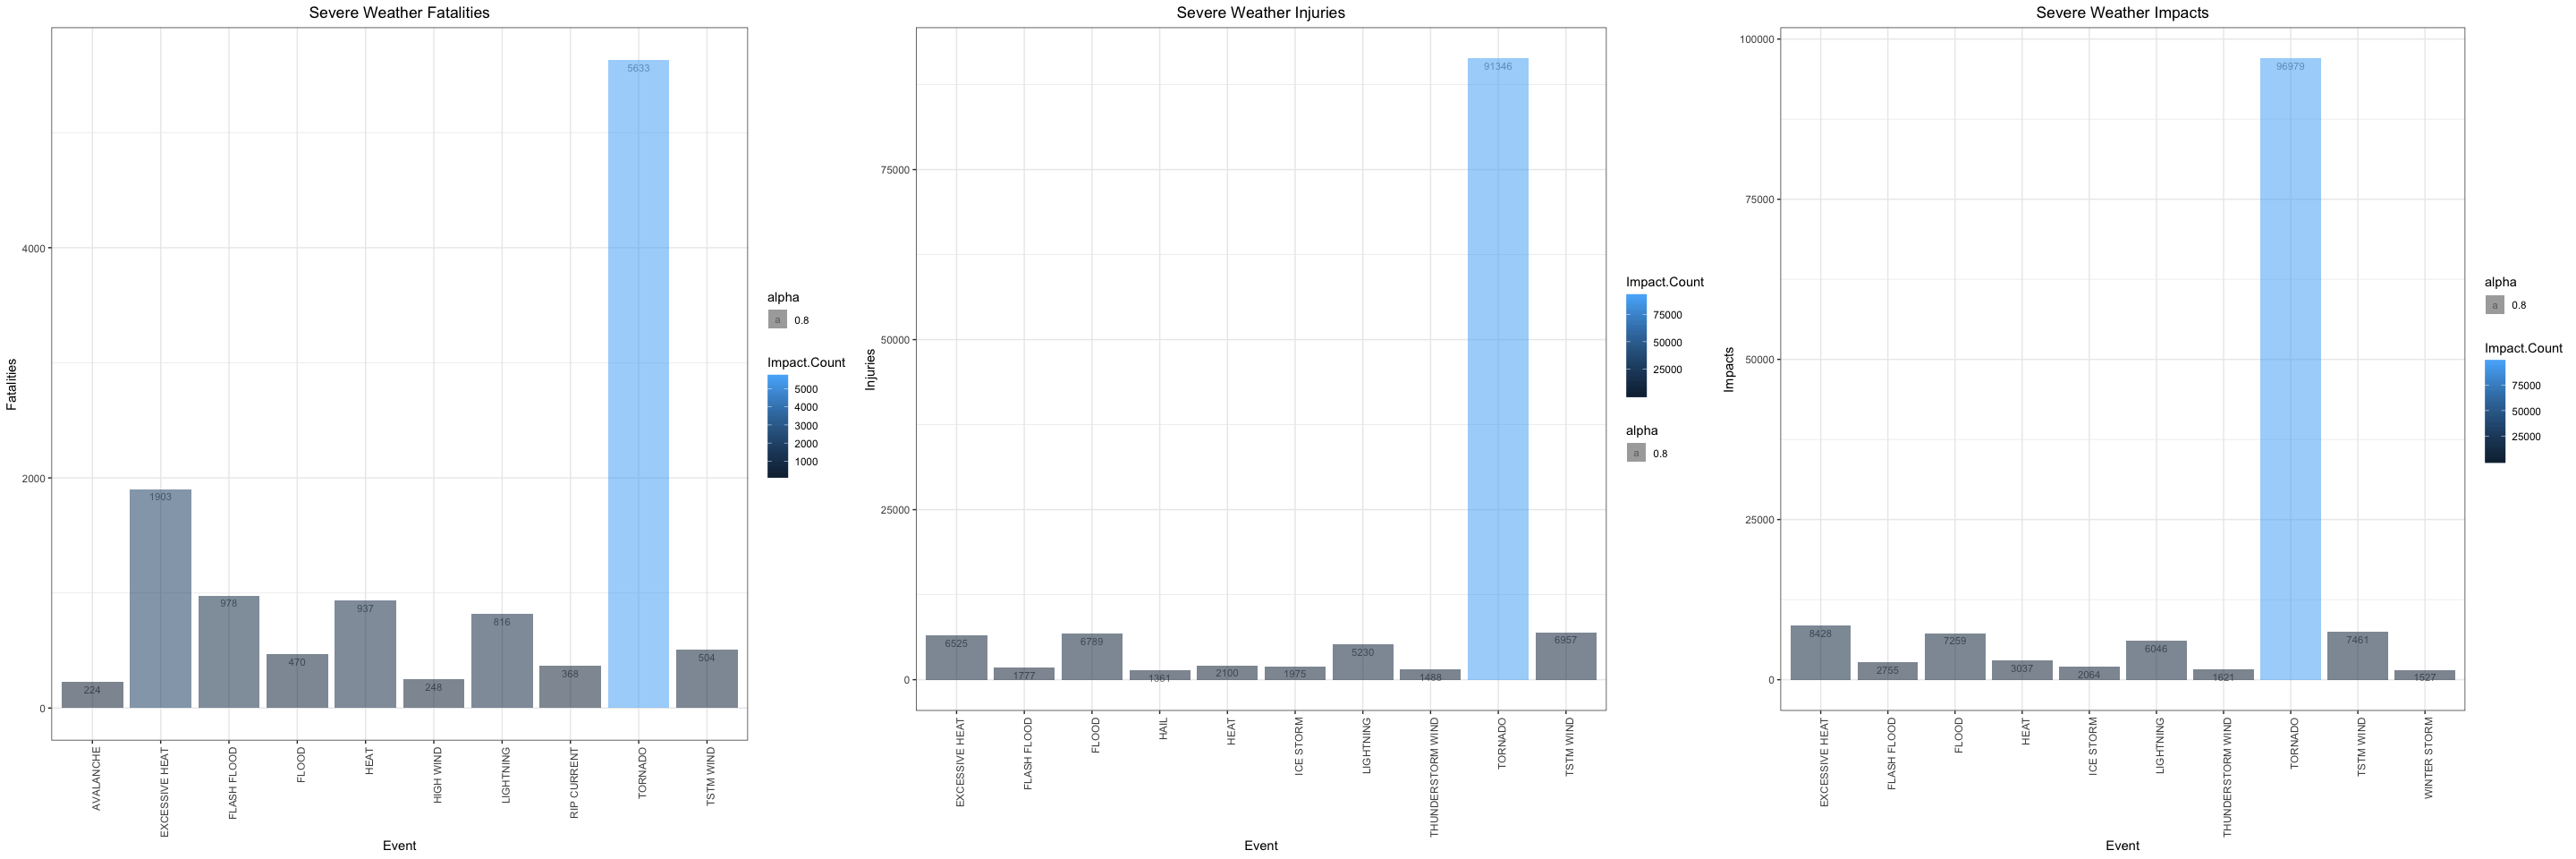 Severe Weather Fatalities
Fatalities
4000
2000
0
224
1903
978
470
937
248
816
368
5633
504
AVALANCHE
EXCESSIVE HEAT
FLASH FLOOD
FLOOD
HEAT
HIGH WIND
LIGHTNING
RIP CURRENT
TORNADO
TSTM WIND
Event
alpha
a 0.8
Impact.Count
5000
4000
3000
2000
1000
Severe Weather Injuries
Injuries
75000
50000
25000
0
6525
1777
6789
1361
2100
1975
5230
1488
91346
6957
EXCESSIVE HEAT
FLASH FLOOD
FLOOD
HAIL
HEAT
ICE STORM
LIGHTNING
THUNDERSTORM WIND
TORNADO
TSTM WIND
Event
Impact.Count
75000
50000
25000
alpha
a 0.8
Severe Weather Impacts
Impacts
100000
75000
50000
25000
0
8428
2755
7259
3037
2064
6046
1621
96979
7461
1527
EXCESSIVE HEAT
FLASH FLOOD
FLOOD
HEAT
ICE STORM
LIGHTNING
THUNDERSTORM WIND
TORNADO
TSTM WIND
WINTER STORM
Event
alpha
a 0.8
Impact.Count
75000
50000
25000